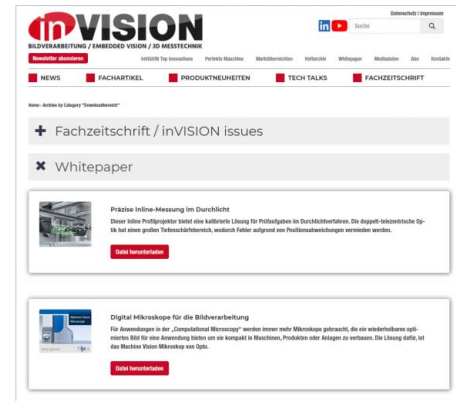 Datenschutz | Impressum
inVISION
in
Suche
BILDVERARBEITUNG / EMBEDDED VISION / 3D MESSTECHNIK
Newsletter abonnieren inVISION Top Innovations Perfekte Maschine Marktübersichten Fotluchtle Whitepaper Mediadaten Abo Kontakte
NEWS FACHARTIKEL PRODUKTNEUHEITEN TECH TALKS FACHZEITSCHRIFT
Home › Archive by Category "Downloadbereich"
+ Fachzeitschrift / inVISION issues
× Whitepaper
Präzise Inline-Messung im Durchlicht
Dieser Inline Profilprojektor bietet eine kalibrierte Lösung für Prüfaufgaben im Durchlichtverfahren. Die doppelt-telezentrische Op-
tik hat einen großen Tiefenschärfebereich, wodurch Fehler aufgrund von Positionsabweichungen vermieden werden.
Datei herunterladen
Digital Mikroskope für die Bildverarbeitung
Für Anwendungen in der „Computational Microscopy“ werden immer mehr Mikroskope gebraucht, die ein wiederholbares opti-
miertes Bild für eine Anwendung bieten um sie kompakt in Maschinen, Produkten oder Anlagen zu verbauen. Die Lösung dafür, ist
das Machine Vision Mikroskop von Opto.
Datei herunterladen